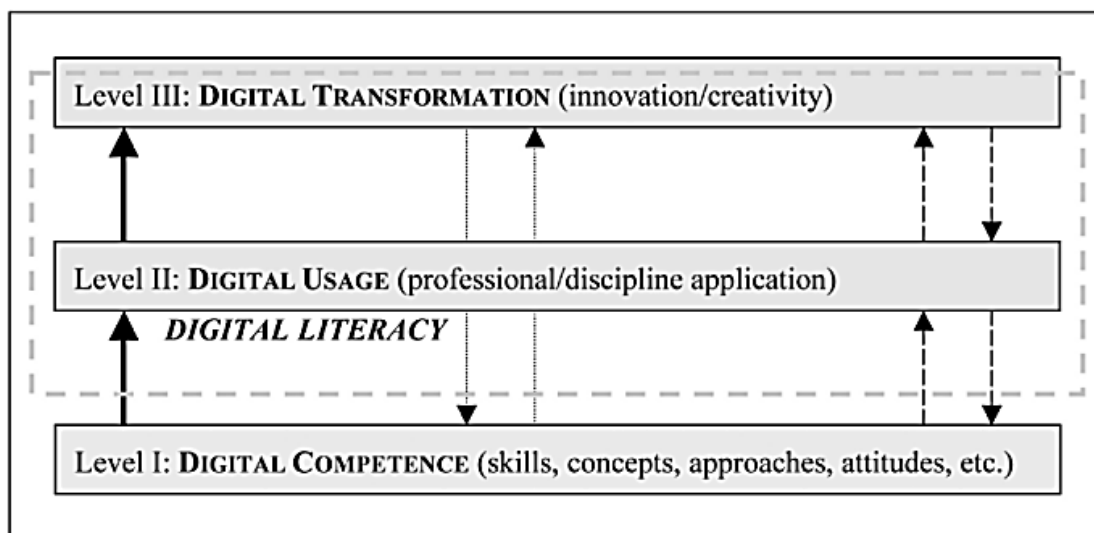 Level III: DIGITAL TRANSFORMATION (innovation/creativity)
Level II: DIGITAL USAGE (professional/discipline application)
DIGITAL LITERACY
Level I: DIGITAL COMPETENCE (skills, concepts, approaches, attitudes, etc.)